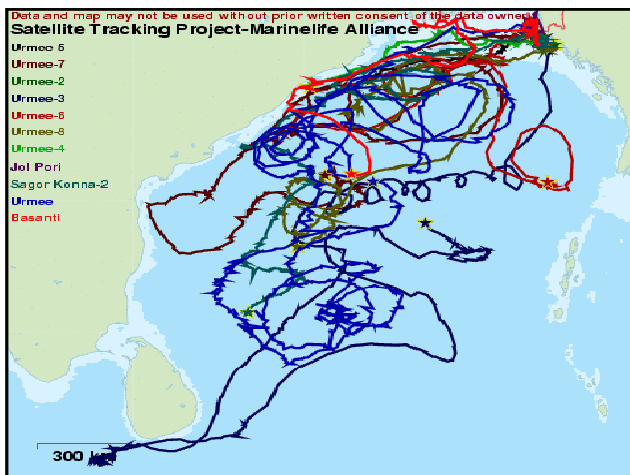 Data and map may not be used without prior written consent of the data owners
Satellite Tracking Project-Marinelife Alliance
Urmee-5
Urmee-7
Urmee-2
Urmee-3
Urmee-6
Urmee-8
Urmee-4
Jol Pori
Sagor Konna-2
Urmee
Basanti
300 km